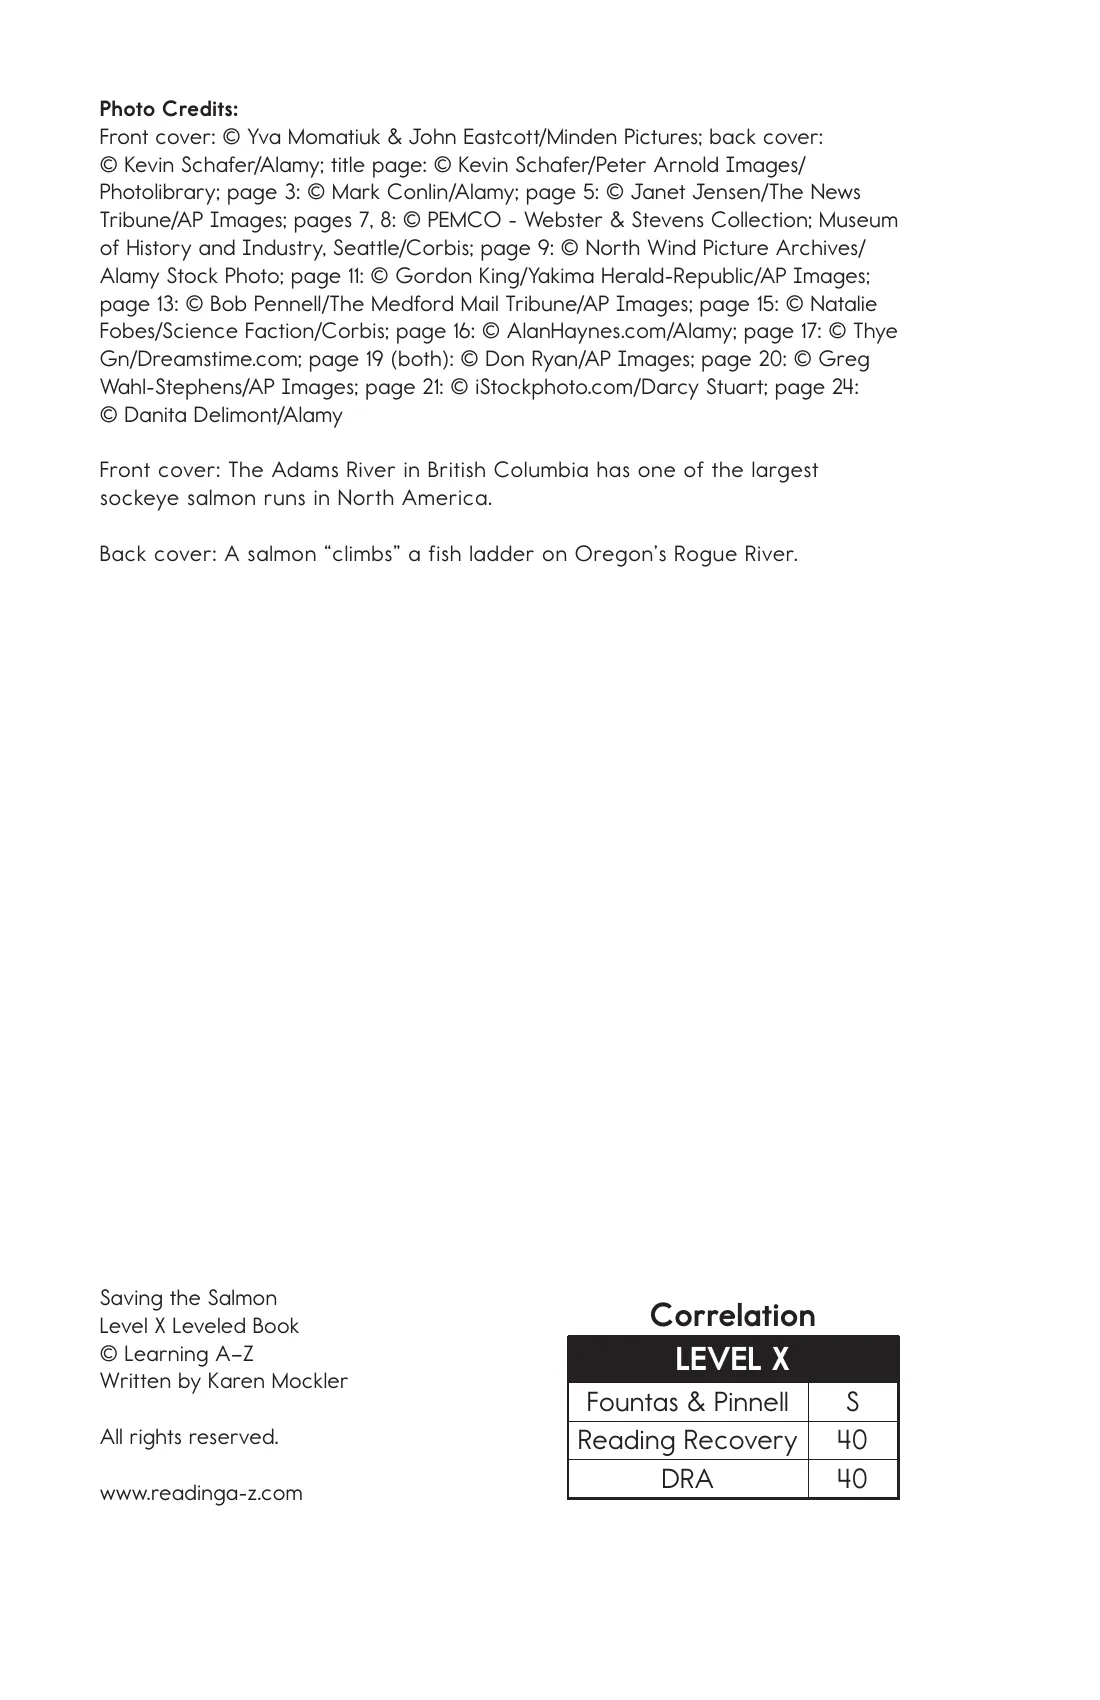 Photo Credits:
Front cover: © Yva Momatiuk & John Eastcott/Minden Pictures; back cover:
© Kevin Schafer/Alamy; title page: © Kevin Schafer/Peter Arnold Images/
Photolibrary; page 3: © Mark Conlin/Alamy; page 5: © Janet Jensen/The News
Tribune/AP Images; pages 7, 8: © PEMCO - Webster & Stevens Collection; Museum
of History and Industry, Seattle/Corbis; page 9: © North Wind Picture Archives/
Alamy Stock Photo; page 11: © Gordon King/Yakima Herald-Republic/AP Images;
page 13: © Bob Pennell/The Medford Mail Tribune/AP Images; page 15: © Natalie
Fobes/Science Faction/Corbis; page 16: © AlanHaynes.com/Alamy; page 17: © Thye
Gn/Dreamstime.com; page 19 (both): © Don Ryan/AP Images; page 20: © Greg
Wahl-Stephens/AP Images; page 21: © iStockphoto.com/Darcy Stuart; page 24:
© Danita Delimont/Alamy
Front cover: The Adams River in British Columbia has one of the largest
sockeye salmon runs in North America.
Back cover: A salmon “climbs” a fish ladder on Oregon’s Rogue River.
Saving the Salmon
Level X Leveled Book
© Learning A–Z
Written by Karen Mockler
All rights reserved.
www.readinga-z.com
Correlation
LEVEL X
Fountas & Pinnell S
Reading Recovery 40
DRA 40